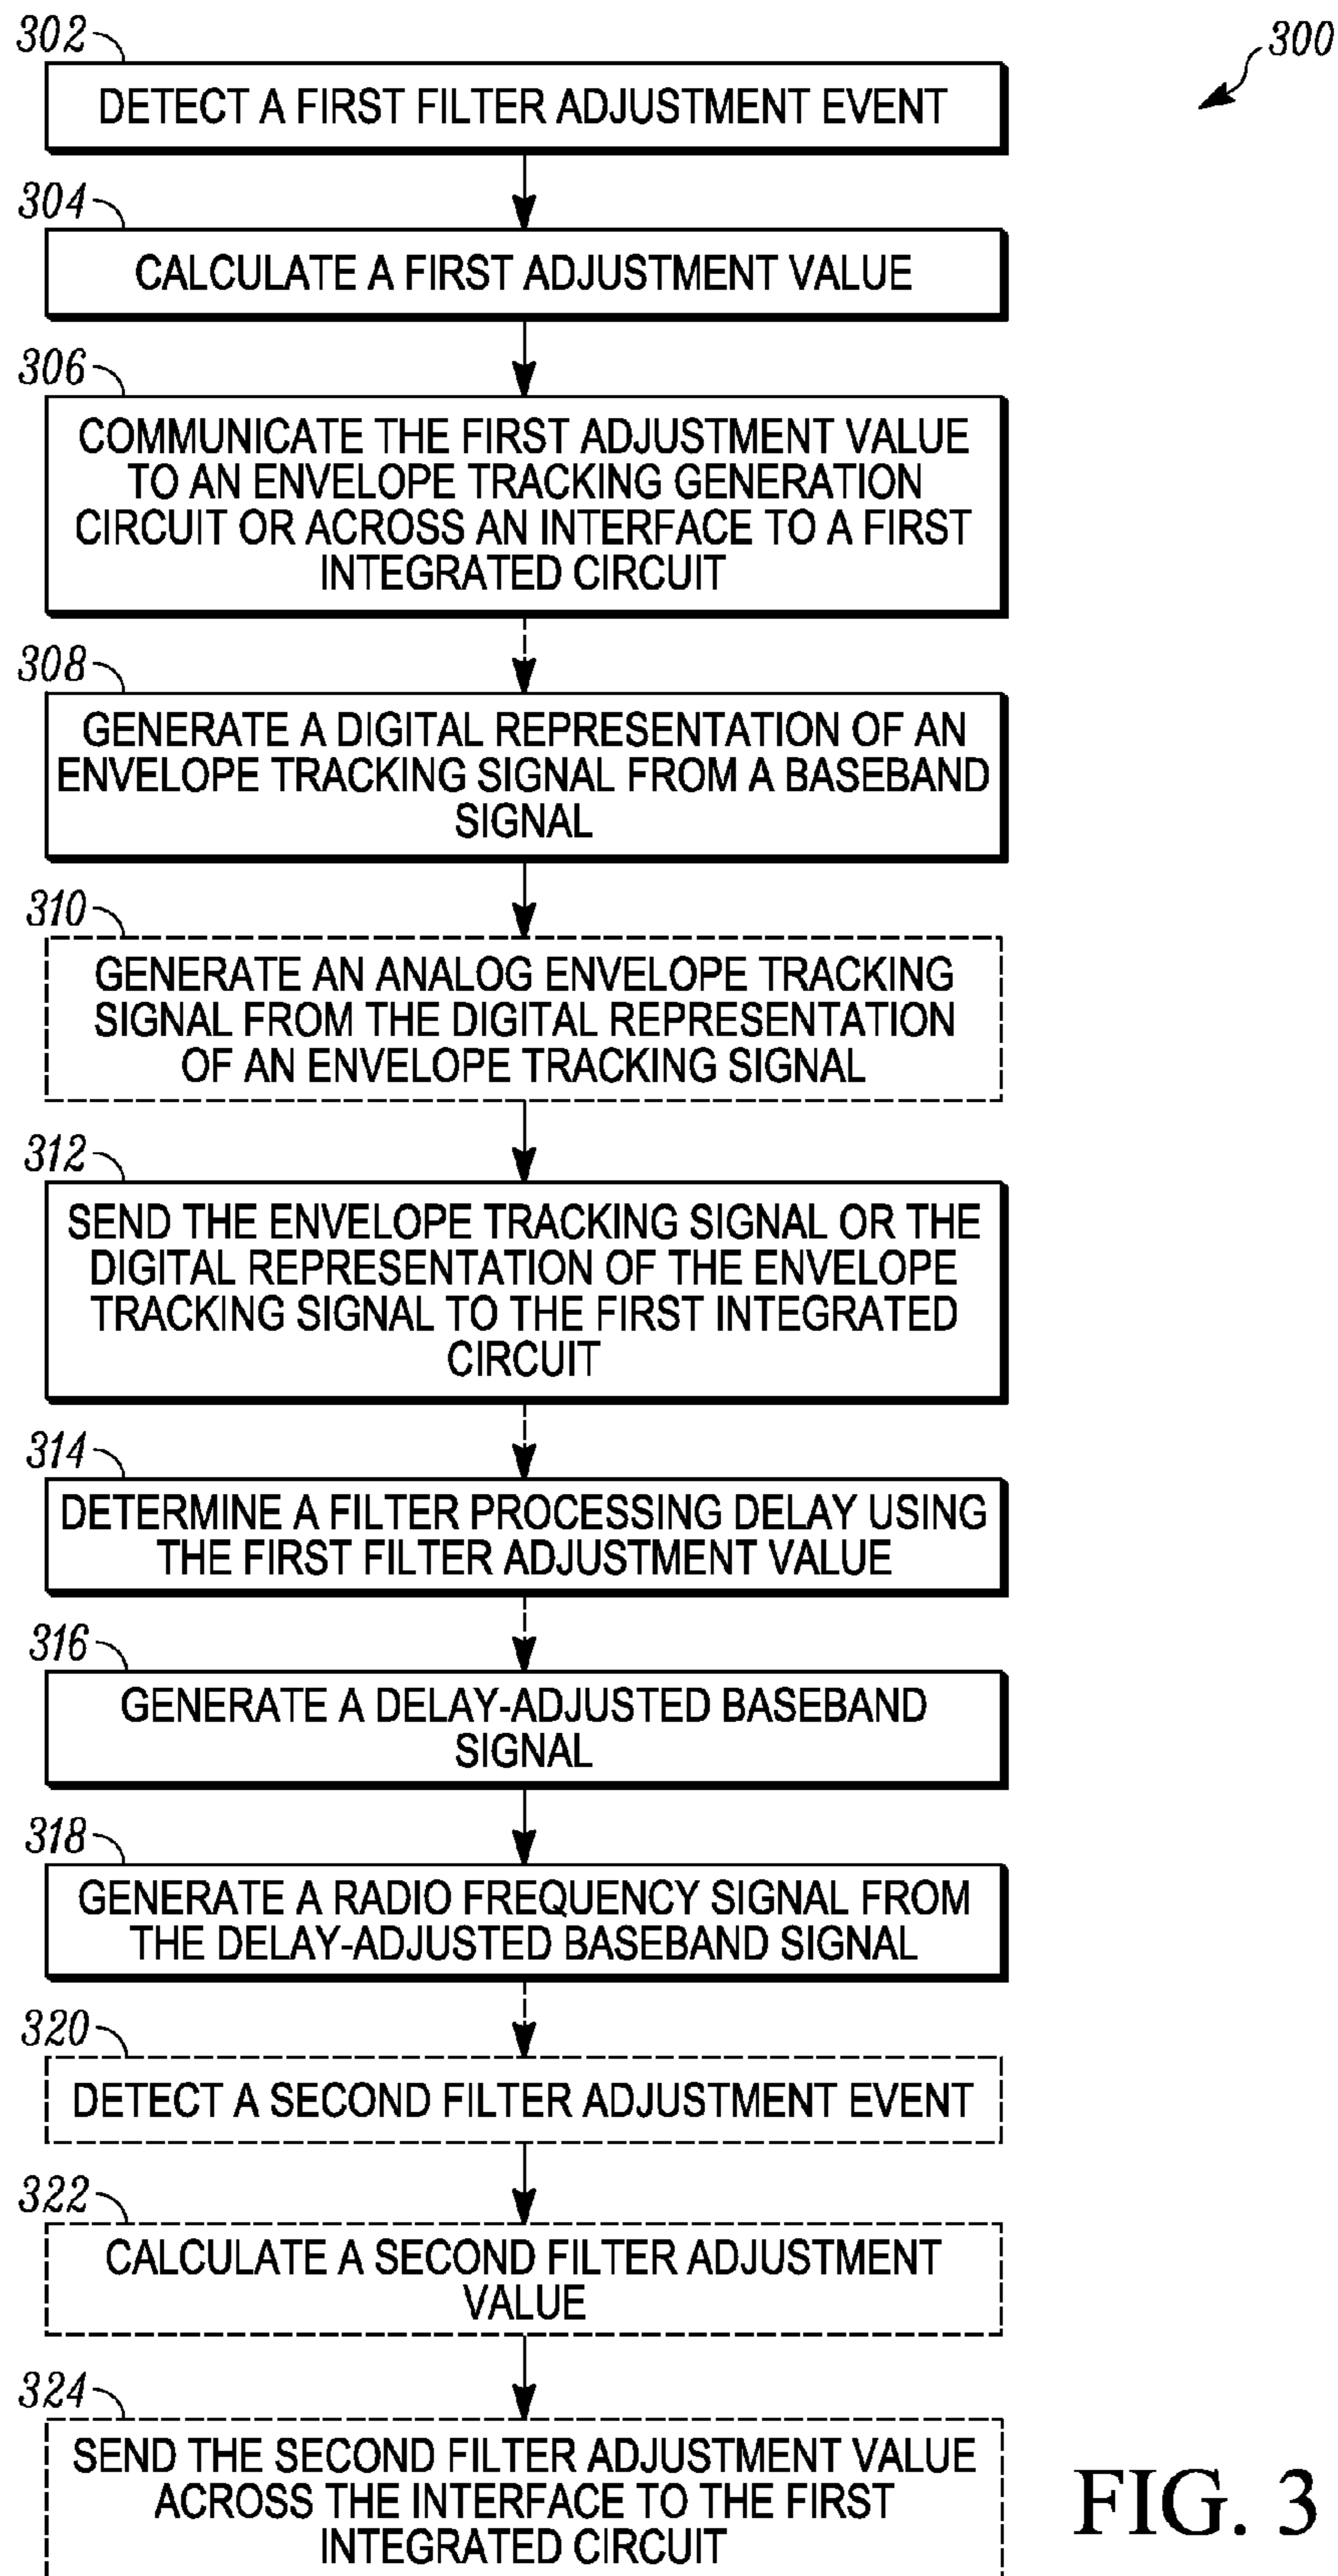 302
300
DETECT A FIRST FILTER ADJUSTMENT EVENT
304
CALCULATE A FIRST ADJUSTMENT VALUE
306
COMMUNICATE THE FIRST ADJUSTMENT VALUE
TO AN ENVELOPE TRACKING GENERATION
CIRCUIT OR ACROSS AN INTERFACE TO A FIRST
INTEGRATED CIRCUIT
308
GENERATE A DIGITAL REPRESENTATION OF AN
ENVELOPE TRACKING SIGNAL FROM A BASEBAND
SIGNAL
310
GENERATE AN ANALOG ENVELOPE TRACKING
SIGNAL FROM THE DIGITAL REPRESENTATION
OF AN ENVELOPE TRACKING SIGNAL
312
SEND THE ENVELOPE TRACKING SIGNAL OR THE
DIGITAL REPRESENTATION OF THE ENVELOPE
TRACKING SIGNAL TO THE FIRST INTEGRATED
CIRCUIT
314
DETERMINE A FILTER PROCESSING DELAY USING
THE FIRST FILTER ADJUSTMENT VALUE
316
GENERATE A DELAY-ADJUSTED BASEBAND
SIGNAL
318
GENERATE A RADIO FREQUENCY SIGNAL FROM
THE DELAY-ADJUSTED BASEBAND SIGNAL
320
DETECT A SECOND FILTER ADJUSTMENT EVENT
322
CALCULATE A SECOND FILTER ADJUSTMENT
VALUE
324
SEND THE SECOND FILTER ADJUSTMENT VALUE
ACROSS THE INTERFACE TO THE FIRST
INTEGRATED CIRCUIT
FIG. 3